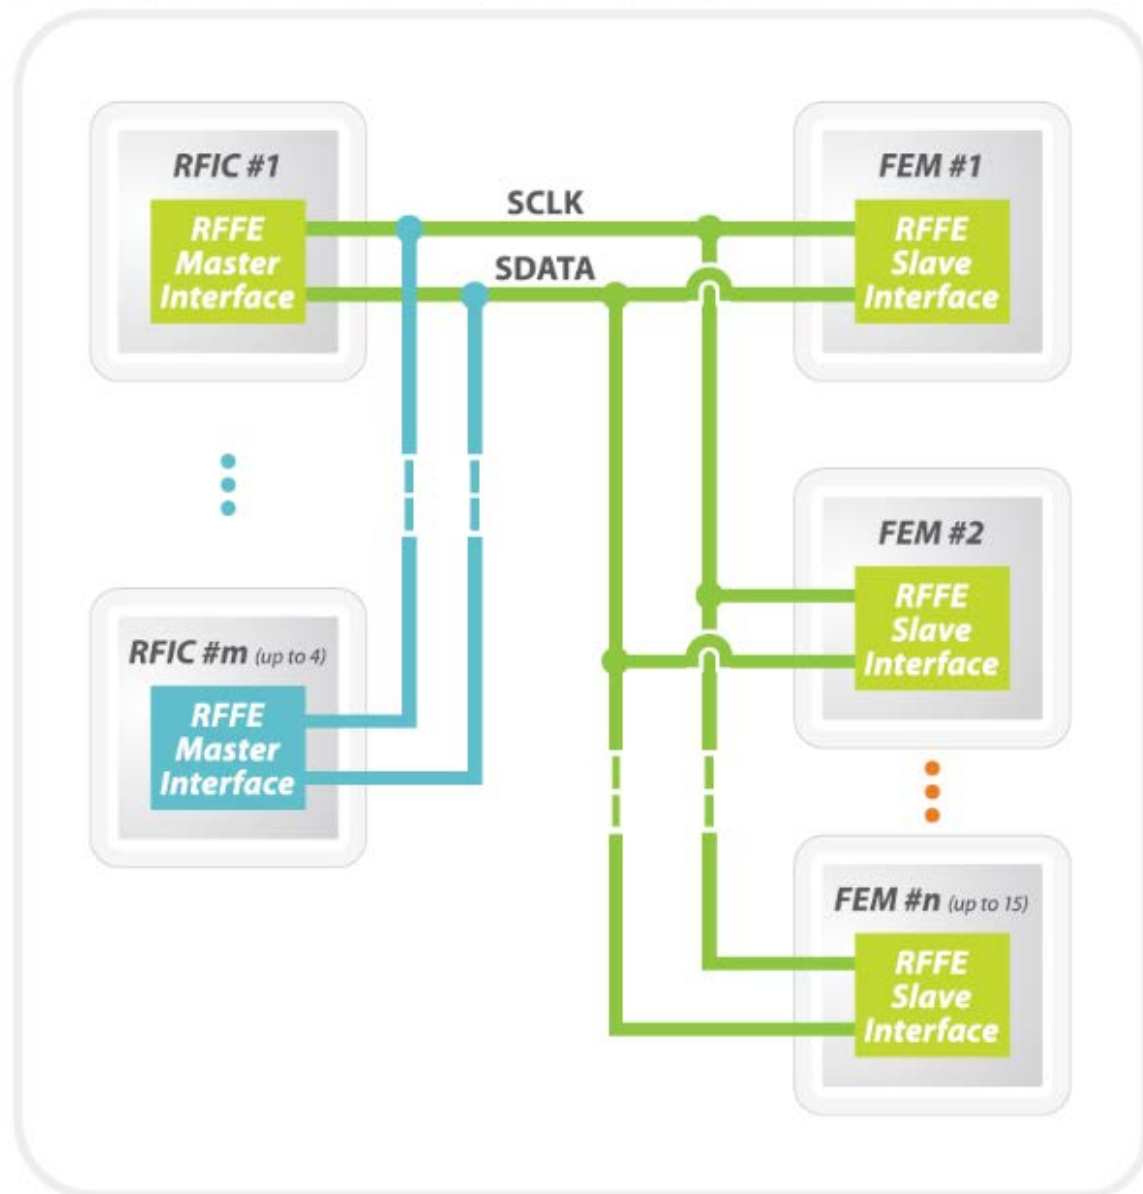 RFIC #1
RFFE
Master
Interface
SCLK
SDATA
FEM #1
RFFE
Slave
Interface
FEM #2
RFFE
Slave
Interface
RFIC #m (up to 4)
RFFE
Master
Interface
FEM #n (up to 15)
RFFE
Slave
Interface